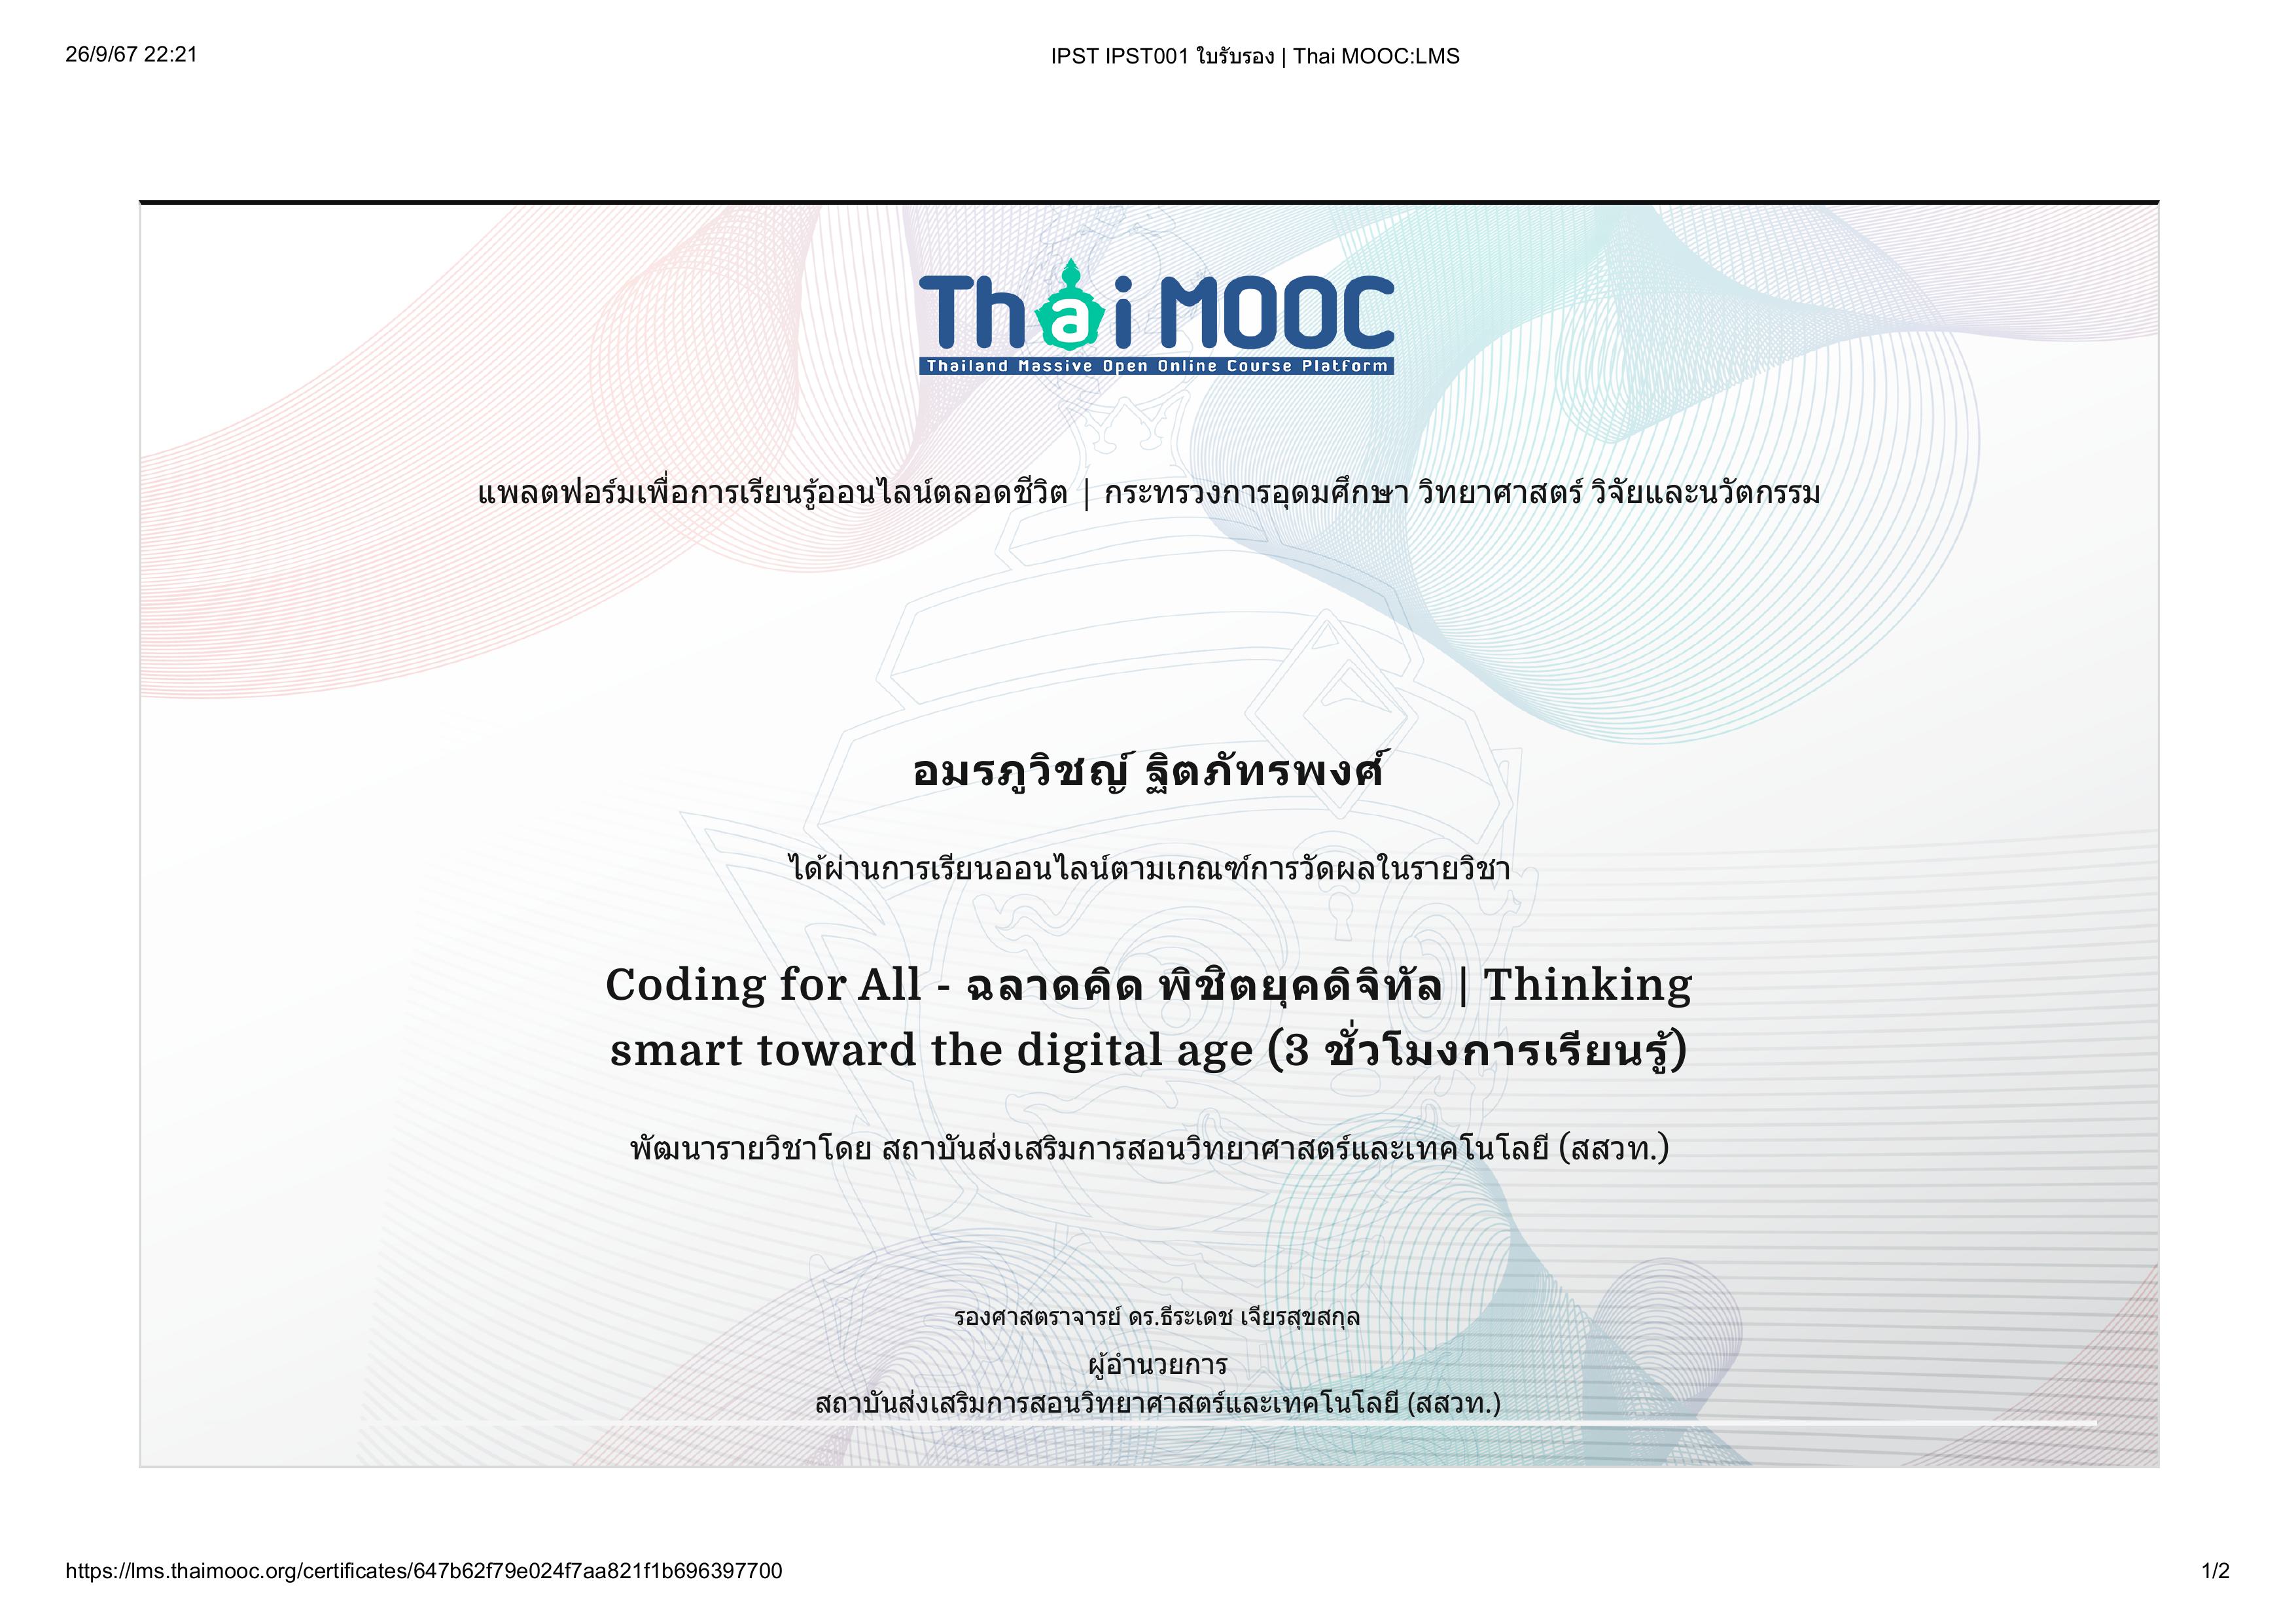 26/9/67 22:21
IPST IPST001 ใบรับรอง | Thai MOOC:LMS
Thai MOOC
Thailand Massive Open Online Course Platform
แพลตฟอร์มเพื่อการเรียนรู้ออนไลน์ตลอดชีวิต | กระทรวงการอุดมศึกษา วิทยาศาสตร์ วิจัยและนวัตกรรม
อมรภูวิชญ์ ฐิตภัทรพงศ์
ได้ผ่านการเรียนออนไลน์ตามเกณฑ์การวัดผลในรายวิชา
Coding for All - ฉลาดคิด พิชิตยุคดิจิทัล | Thinking
smart toward the digital age (3 ชั่วโมงการเรียนรู้)
พัฒนารายวิชาโดย สถาบันส่งเสริมการสอนวิทยาศาสตร์และเทคโนโลยี (สสวท.)
รองศาสตราจารย์ ดร.ธีระเดช เจียรสุขสกุล
ผู้อำนวยการ
สถาบันส่งเสริมการสอนวิทยาศาสตร์และเทคโนโลยี (สสวท.)
https://lms.thaimooc.org/certificates/647b62f79e024f7aa821f1b696397700
1/2